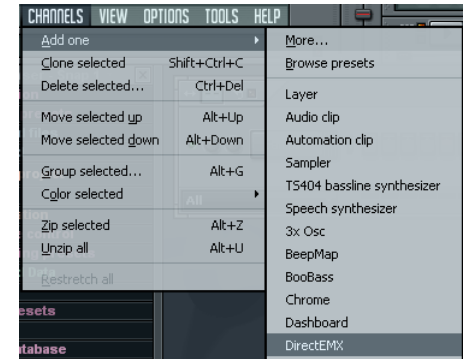 CHANNELS VIEW OPTIONS TOOLS HELP
Add one
Clone selected Shift+Ctrl+C
Delete selected... Ctrl+Del
Move selected up Alt+Up
Move selected down Alt+Down
Group selected... Alt+G
Color selected
Zip selected Alt+Z
Unzip all Alt+U
Restretch all
More...
Browse presets
Layer
Audio clip
Automation clip
Sampler
TS404 bassline synthesizer
Speech synthesizer
3x Osc
BeepMap
BooBass
Chrome
Dashboard
DirectEMX
All